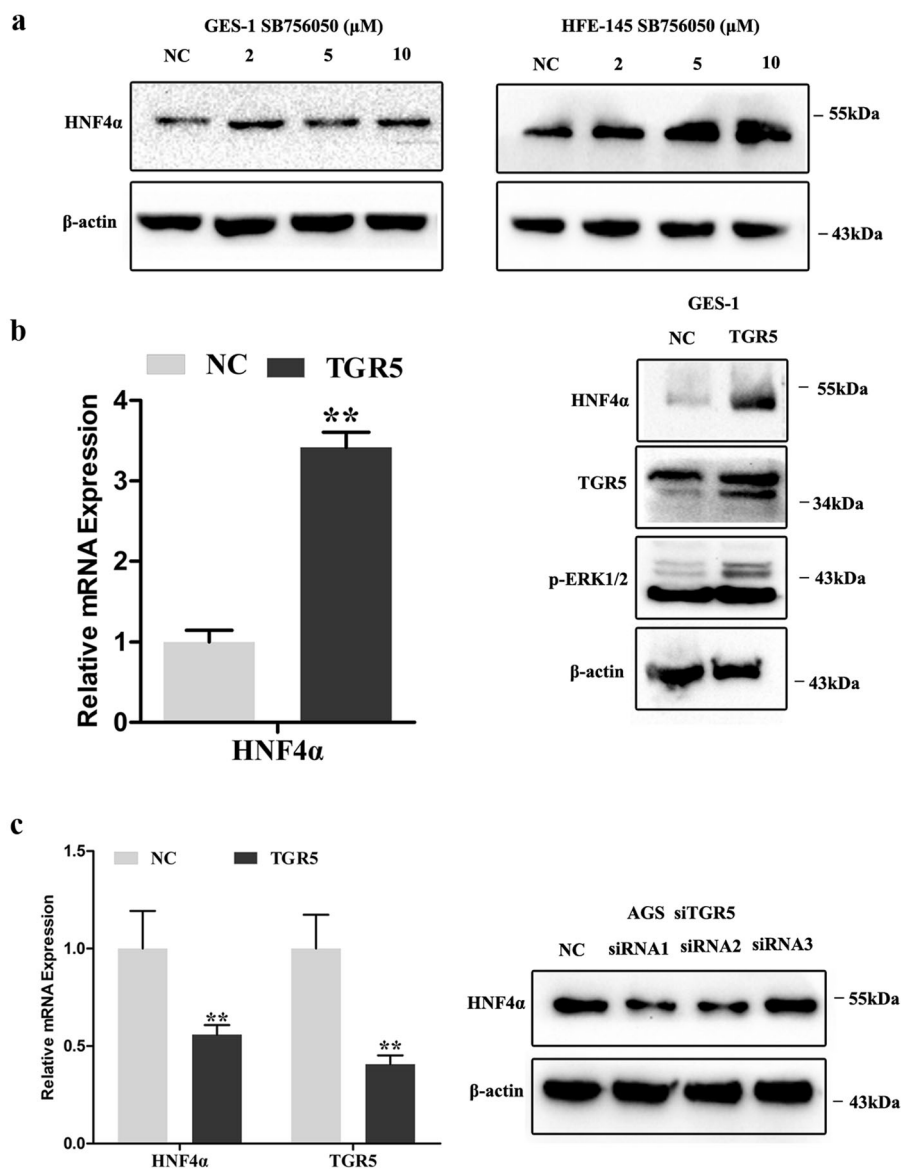 a
GES-1 SB756050 (μM)
NC 2 5 10
HNF4α
β-actin
HFE-145 SB756050 (μM)
NC 2 5 10
55kDa
43kDa
b
NC TGR5
Relative mRNA Expression
4
3
2
1
0
**
HNF4α
GES-1
NC TGR5
HNF4α
55kDa
TGR5
34kDa
p-ERK1/2
43kDa
β-actin
43kDa
c
NC TGR5
Relative mRNA Expression
1.5
1.0
0.5
0.0
**
**
HNF4α TGR5
AGS siTGR5
NC siRNA1 siRNA2 siRNA3
HNF4α
55kDa
β-actin
43kDa